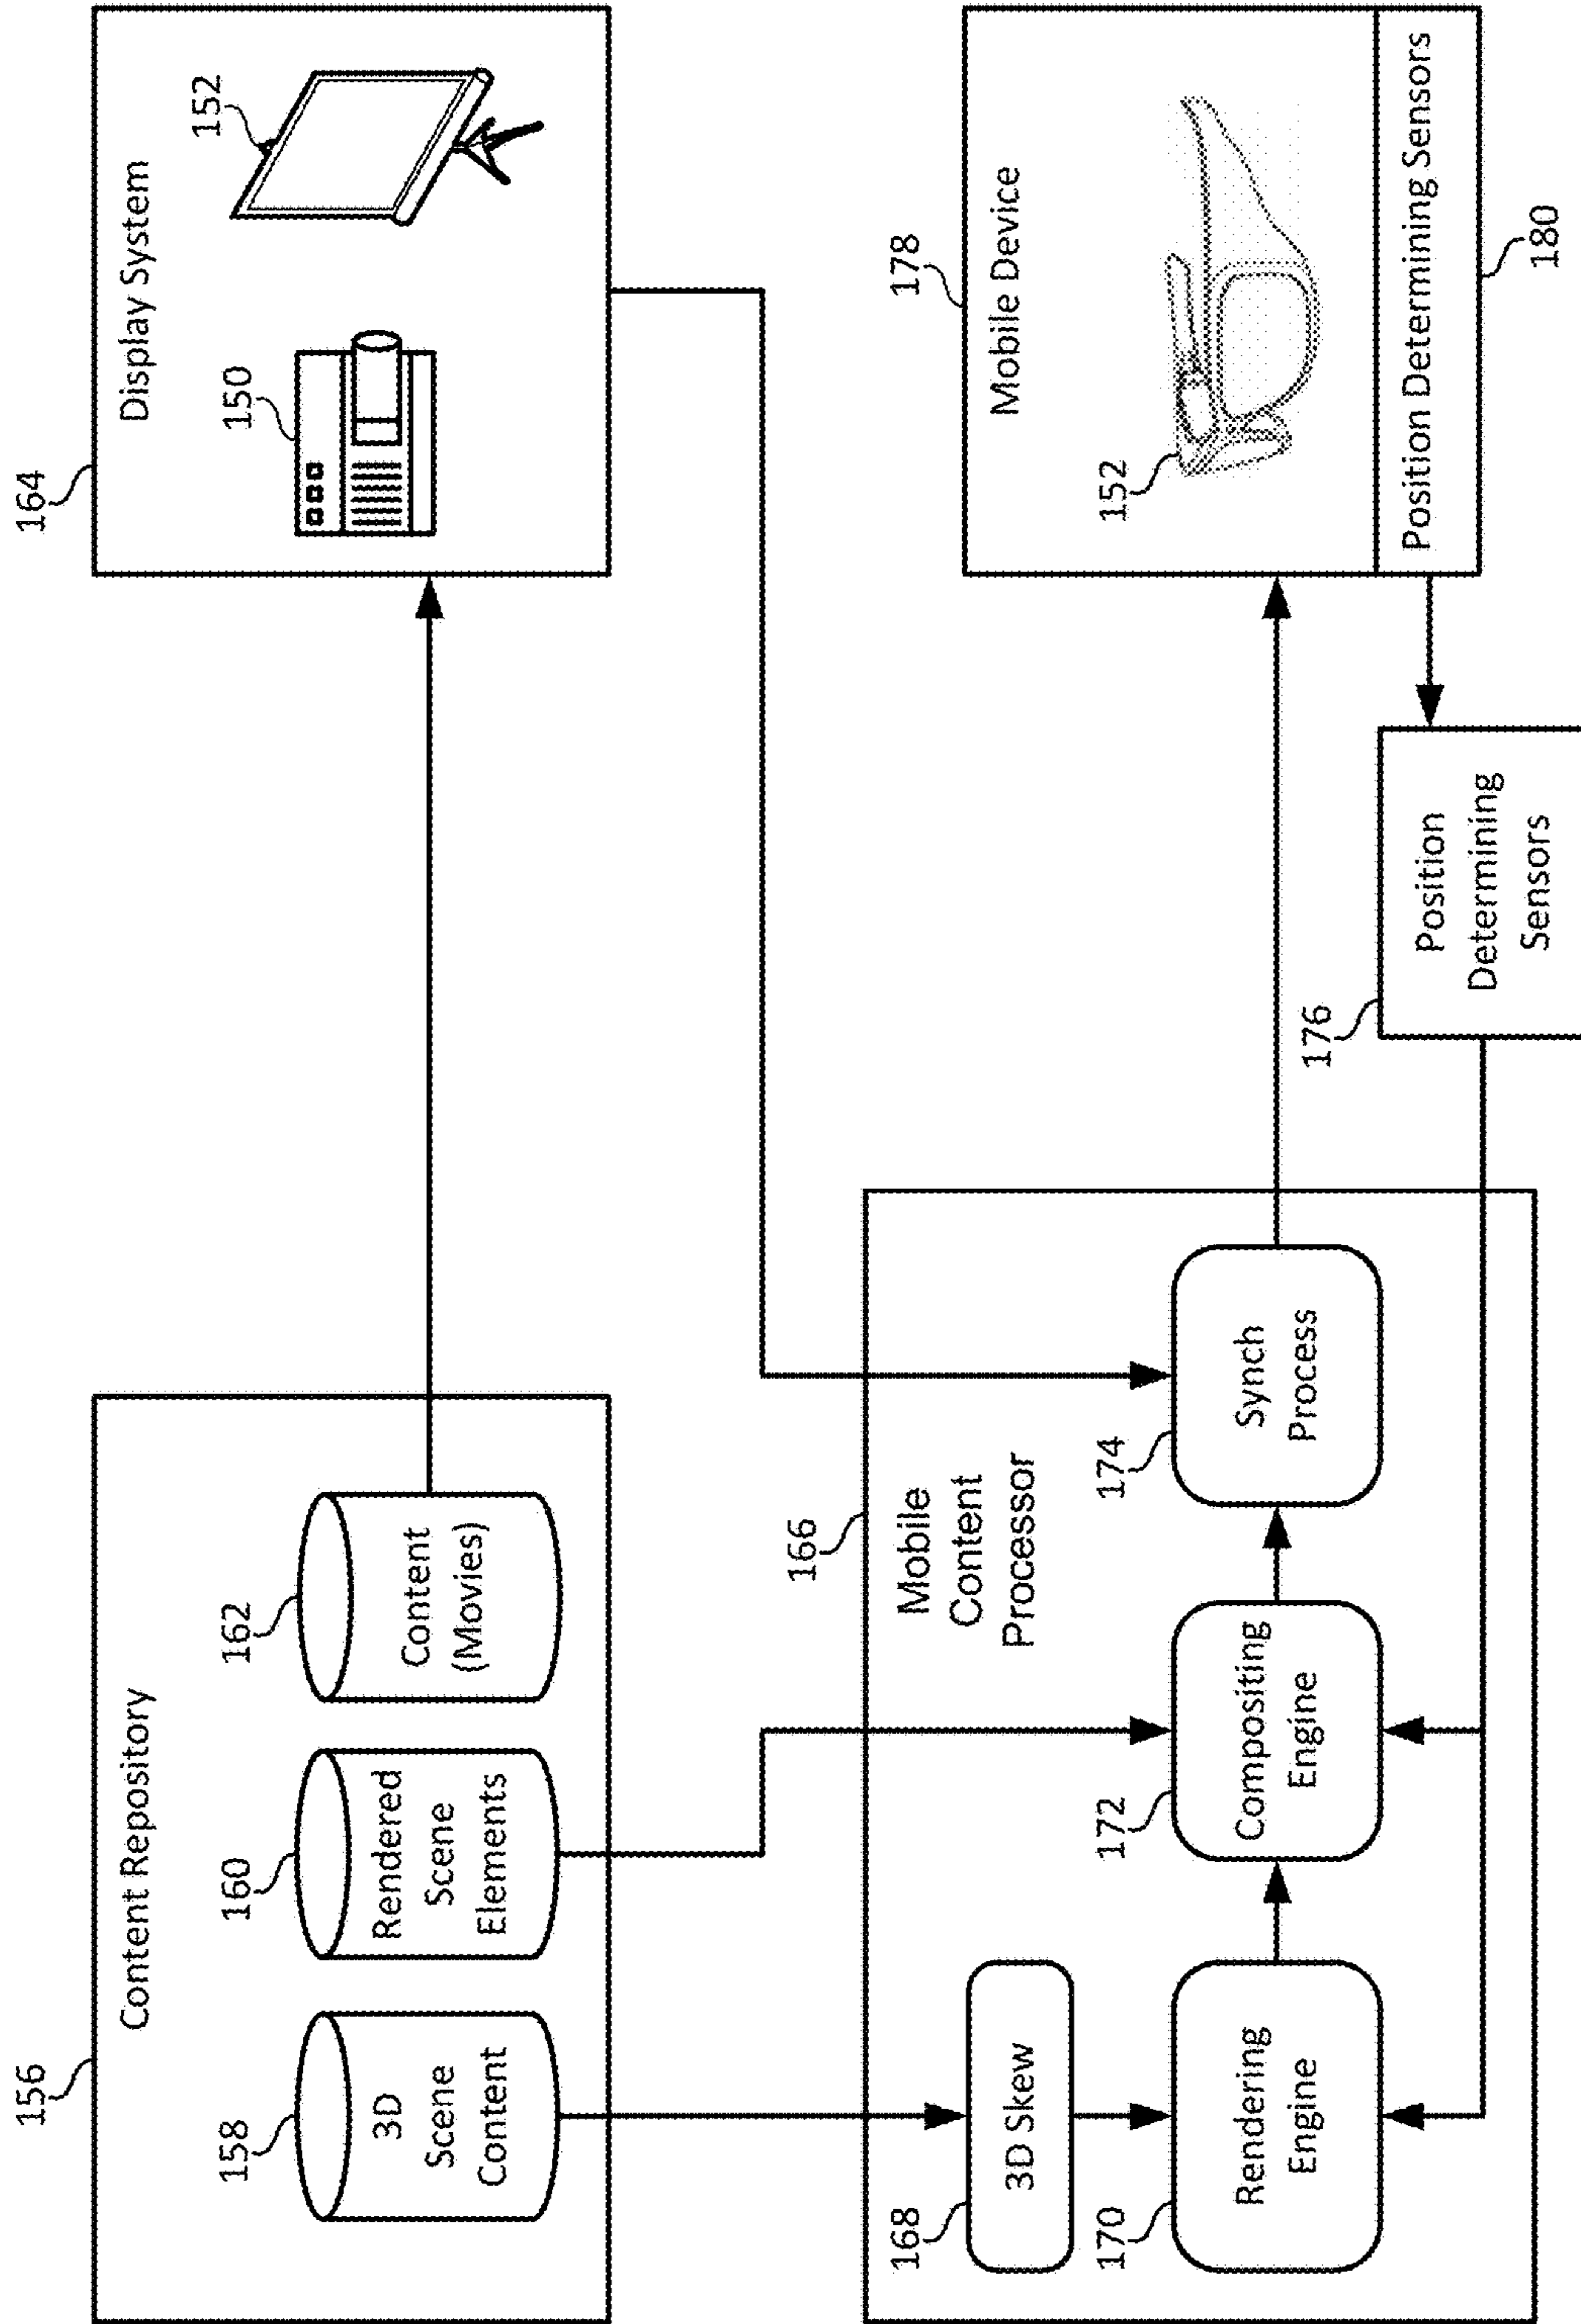 156
Content Repository
158
3D
Scene
Content
160
Rendered
Scene
Elements
162
Content
(Movies)
164
Display System
150
152
166
Mobile
Content
Processor
168
3D Skew
170
Rendering
Engine
172
Compositing
Engine
174
Synch
Process
176
Position
Determining
Sensors
178
Mobile Device
152
Position Determining Sensors
180